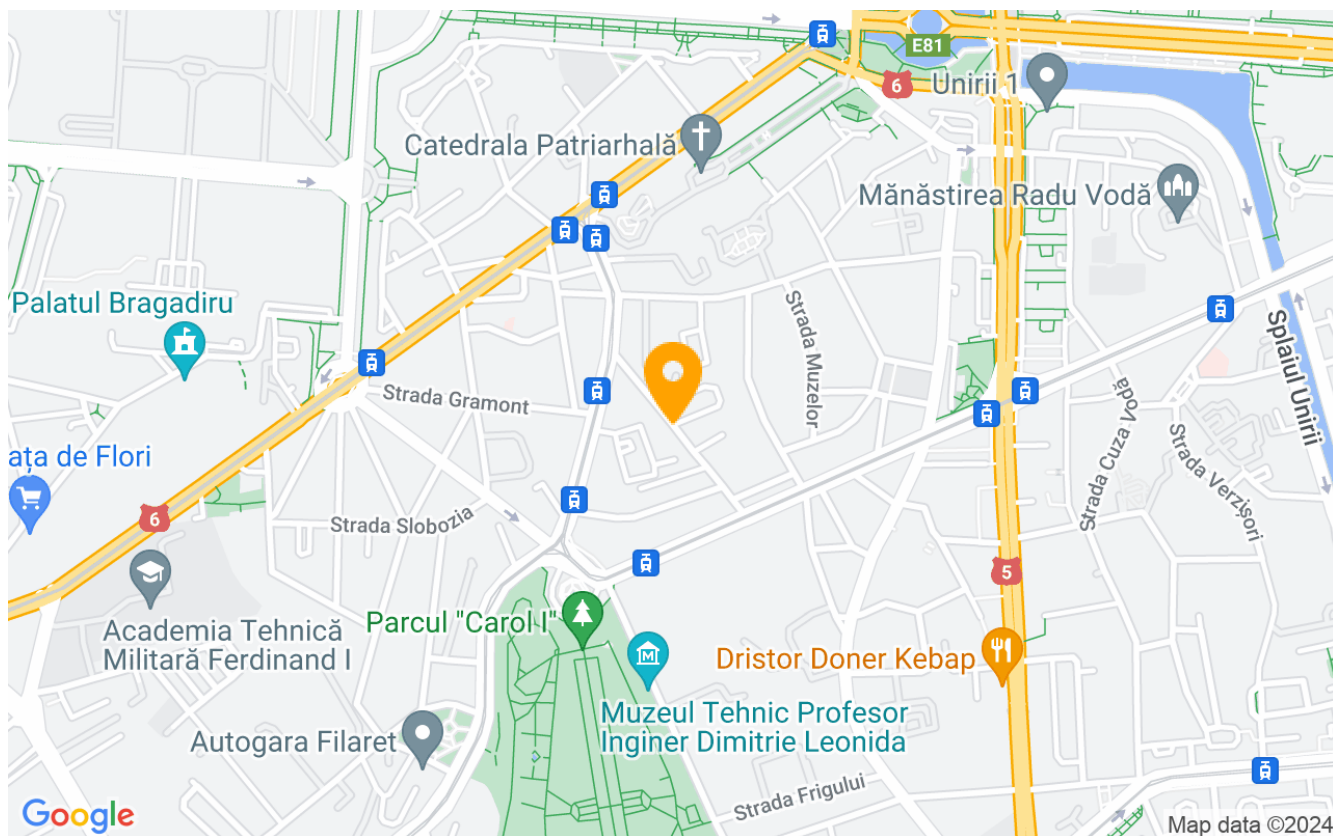 E81
6
Unirii 1
Catedrala Patriarhală
Mănăstirea Radu Vodă
Palatul Bragadiru
Strada Muzelor
Splaiul Unirii
Strada Gramont
Strada Cuza Vodă
Strada Verzișori
ața de Flori
6
Strada Slobozia
5
Academia Tehnică
Militară Ferdinand I
Parcul "Carol I"
Dristor Doner Kebap
M
Muzeul Tehnic Profesor
Inginer Dimitrie Leonida
Autogara Filaret
Strada Frigului
Google
Map data ©2024